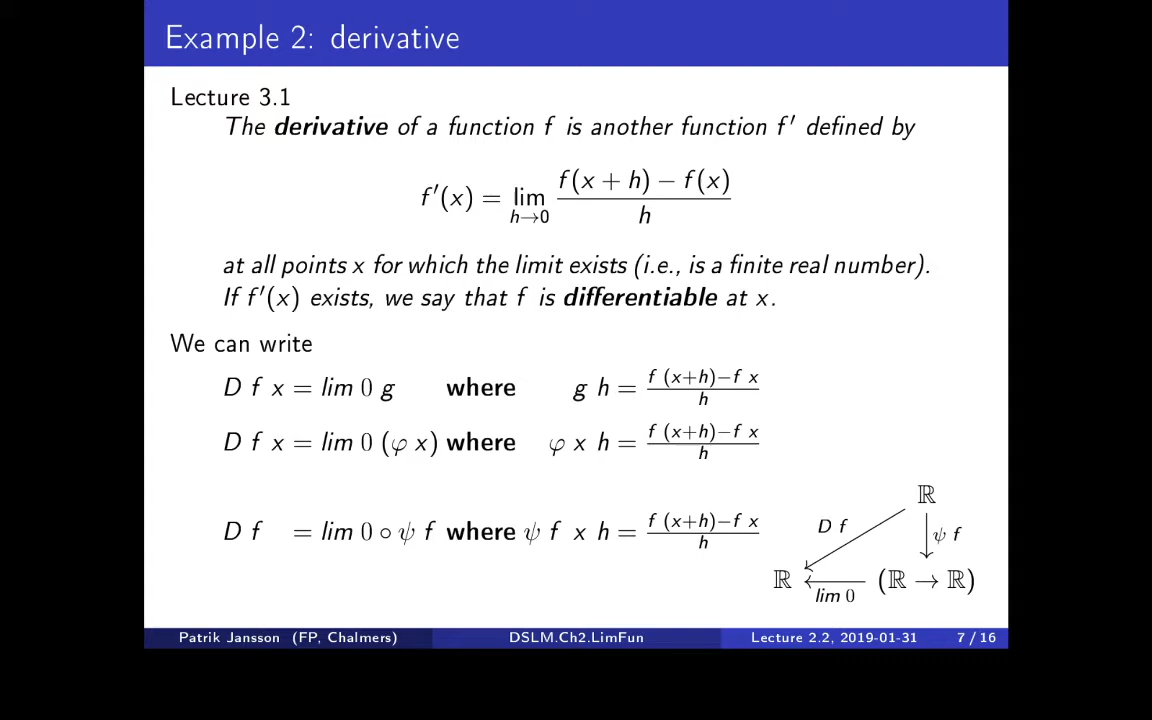 Example 2: derivative
Lecture 3.1
The derivative of a function f is another function f′ defined by
f′(x) = lim h→0 f(x + h) − f(x) / h
at all points x for which the limit exists (i.e., is a finite real number).
If f′(x) exists, we say that f is differentiable at x.
We can write
D f x = lim 0 g where g h = f (x+h)−f x / h
D f x = lim 0 (φ x) where φ x h = f (x+h)−f x / h
D f = lim 0 ∘ ψ f where ψ f x h = f (x+h)−f x / h
ℝ
D f
ψ f
ℝ
(ℝ → ℝ)
lim 0
Patrik Jansson (FP, Chalmers) DSLM.Ch2.LimFun Lecture 2.2, 2019-01-31 7 / 16